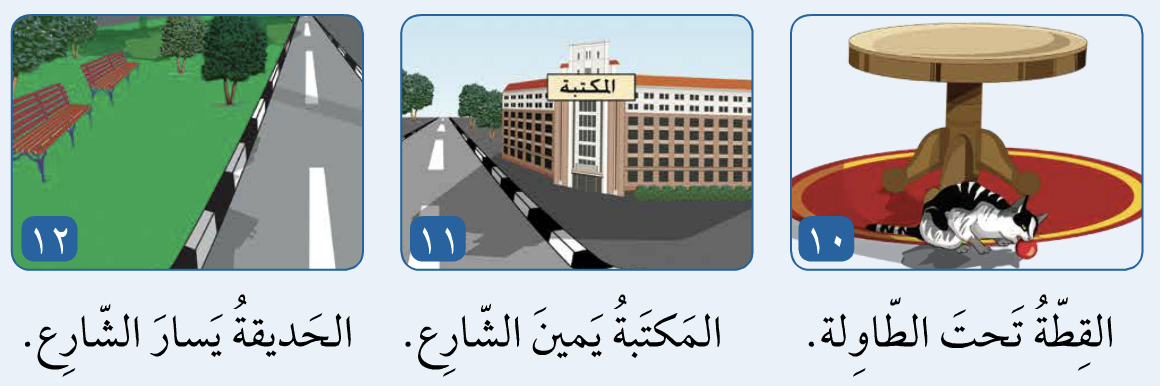 المكتبة
١٠
١١
١٢
القِطّةُ تَحتَ الطّاوِلة.
المَكتَبةُ يَمينَ الشّارِع.
الحَديقةُ يَسارَ الشّارِع.